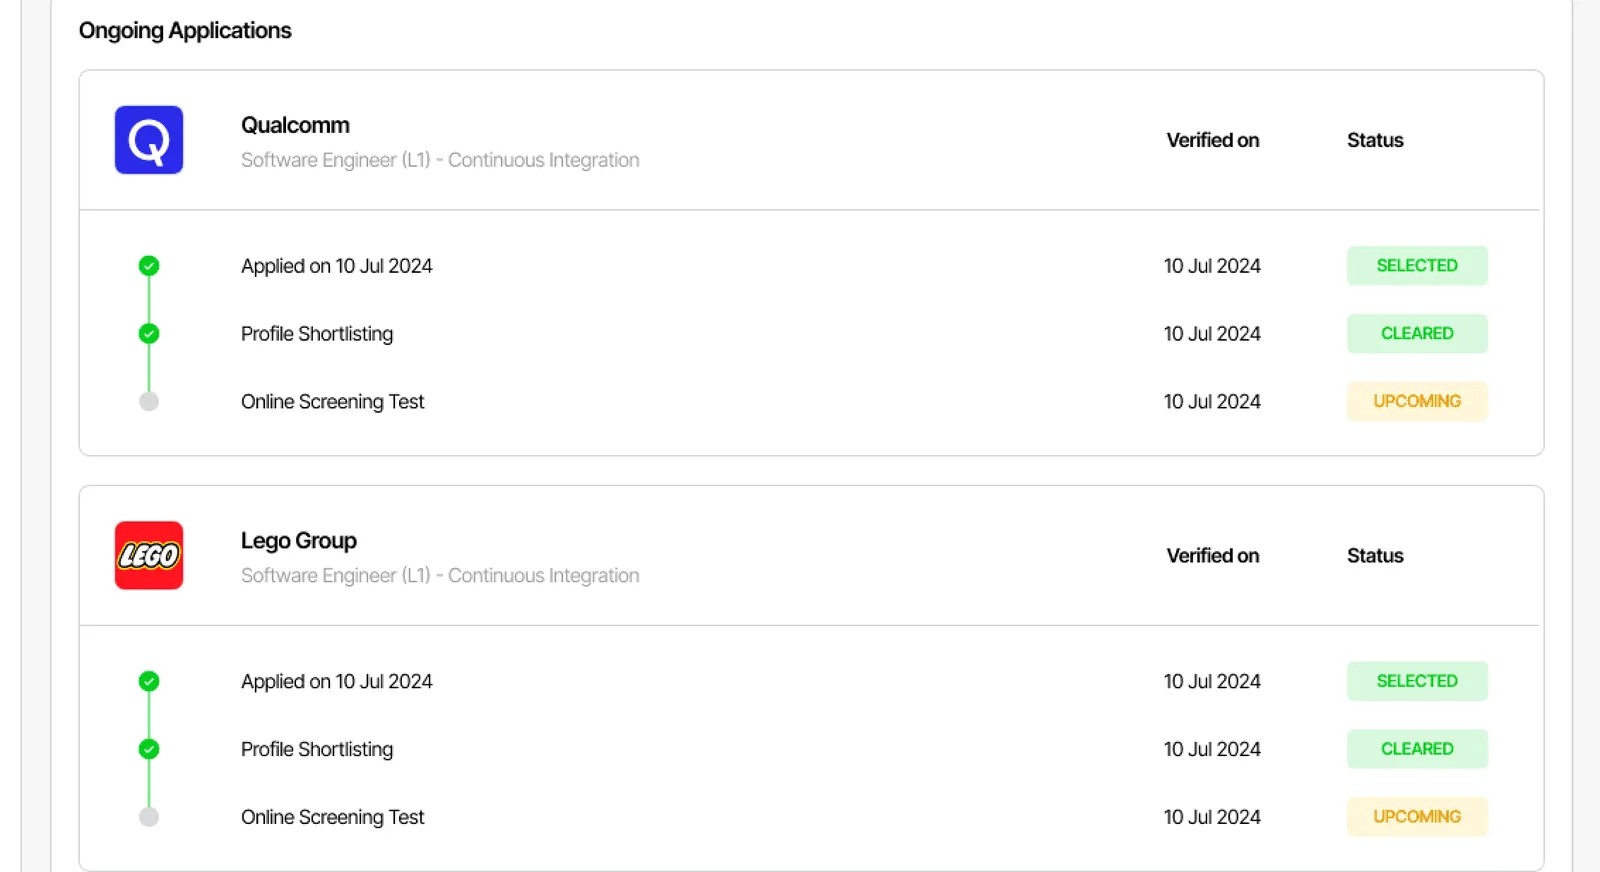 Ongoing Applications
Qualcomm
Software Engineer (L1) - Continuous Integration
Verified on
Status
Applied on 10 Jul 2024
10 Jul 2024
SELECTED
Profile Shortlisting
10 Jul 2024
CLEARED
Online Screening Test
10 Jul 2024
UPCOMING
LEGO
Lego Group
Software Engineer (L1) - Continuous Integration
Verified on
Status
Applied on 10 Jul 2024
10 Jul 2024
SELECTED
Profile Shortlisting
10 Jul 2024
CLEARED
Online Screening Test
10 Jul 2024
UPCOMING